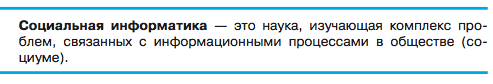 Социальная информатика — это наука, изучающая комплекс про-
блем, связанных с информационными процессами в обществе (со-
циуме).